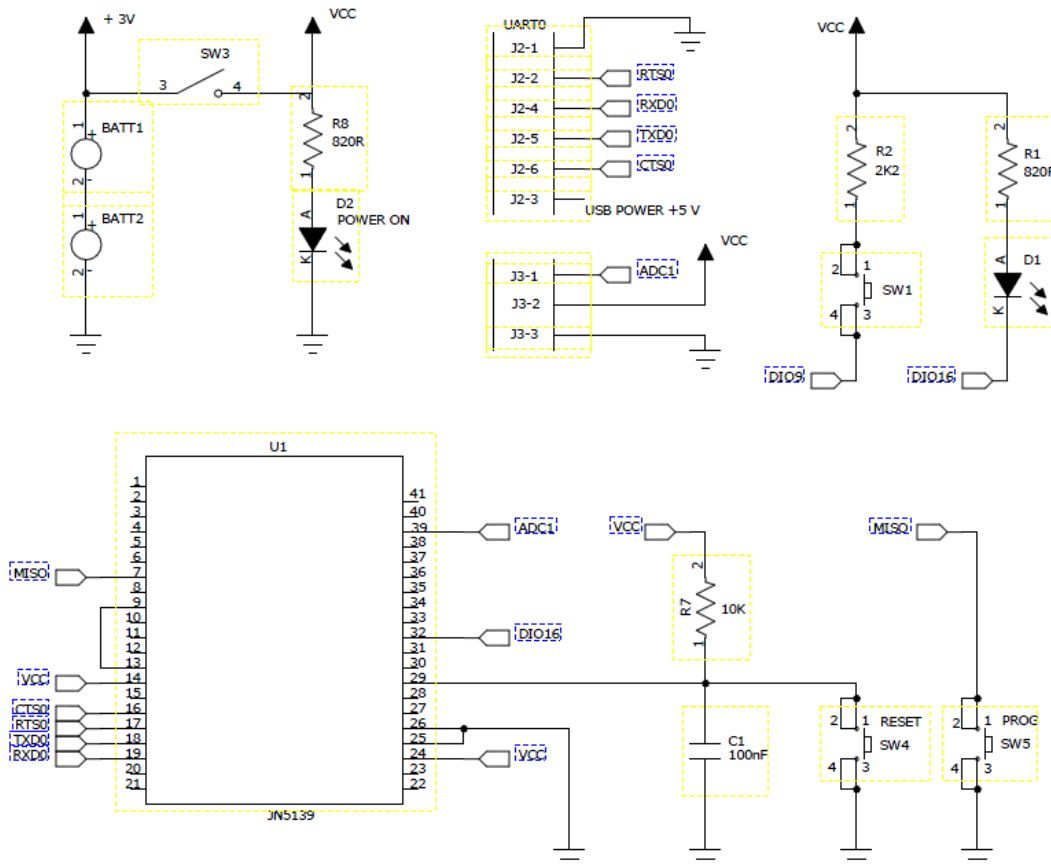 + 3V
VCC
SW3
3
4
1
+
BATT1
2
-
1
+
BATT2
2
-
2
R8
820R
1
A
D2
POWER ON
K
UART0
J2-1
J2-2
RTS0
J2-4
RXD0
J2-5
TXD0
J2-6
CTS0
J2-3
USB POWER +5 V
J3-1
ADC1
VCC
J3-2
J3-3
VCC
2
R2
2K2
1
2
R1
820R
1
2
1
SW1
4
3
A
D1
K
DIO9
DIO16
U1
1
2
3
4
5
6
MISO
7
8
9
10
11
12
13
VCC
14
15
CTS0
16
RTS0
17
TXD0
18
RXD0
19
20
21
41
40
39
ADC1
38
37
36
35
34
33
32
DIO16
31
30
29
28
27
26
25
24
VCC
23
22
JN5139
VCC
2
R7
10K
1
C1
100nF
MISO
2
1
RESET
SW4
4
3
2
1
PROG
SW5
4
3